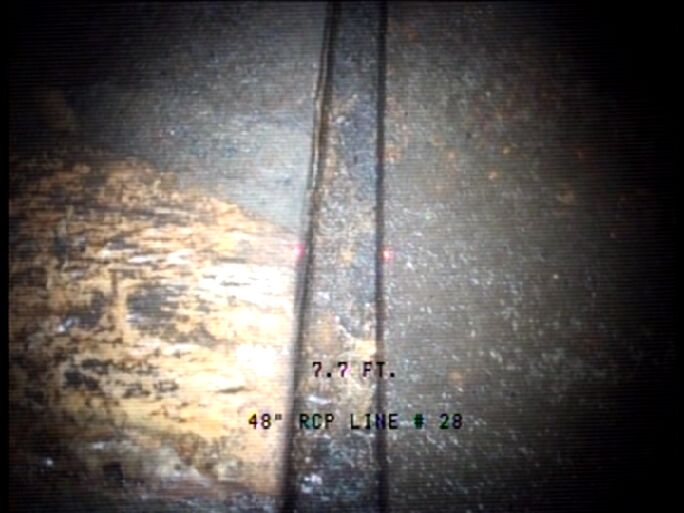 7.7 FT.
48" RCP LINE # 28